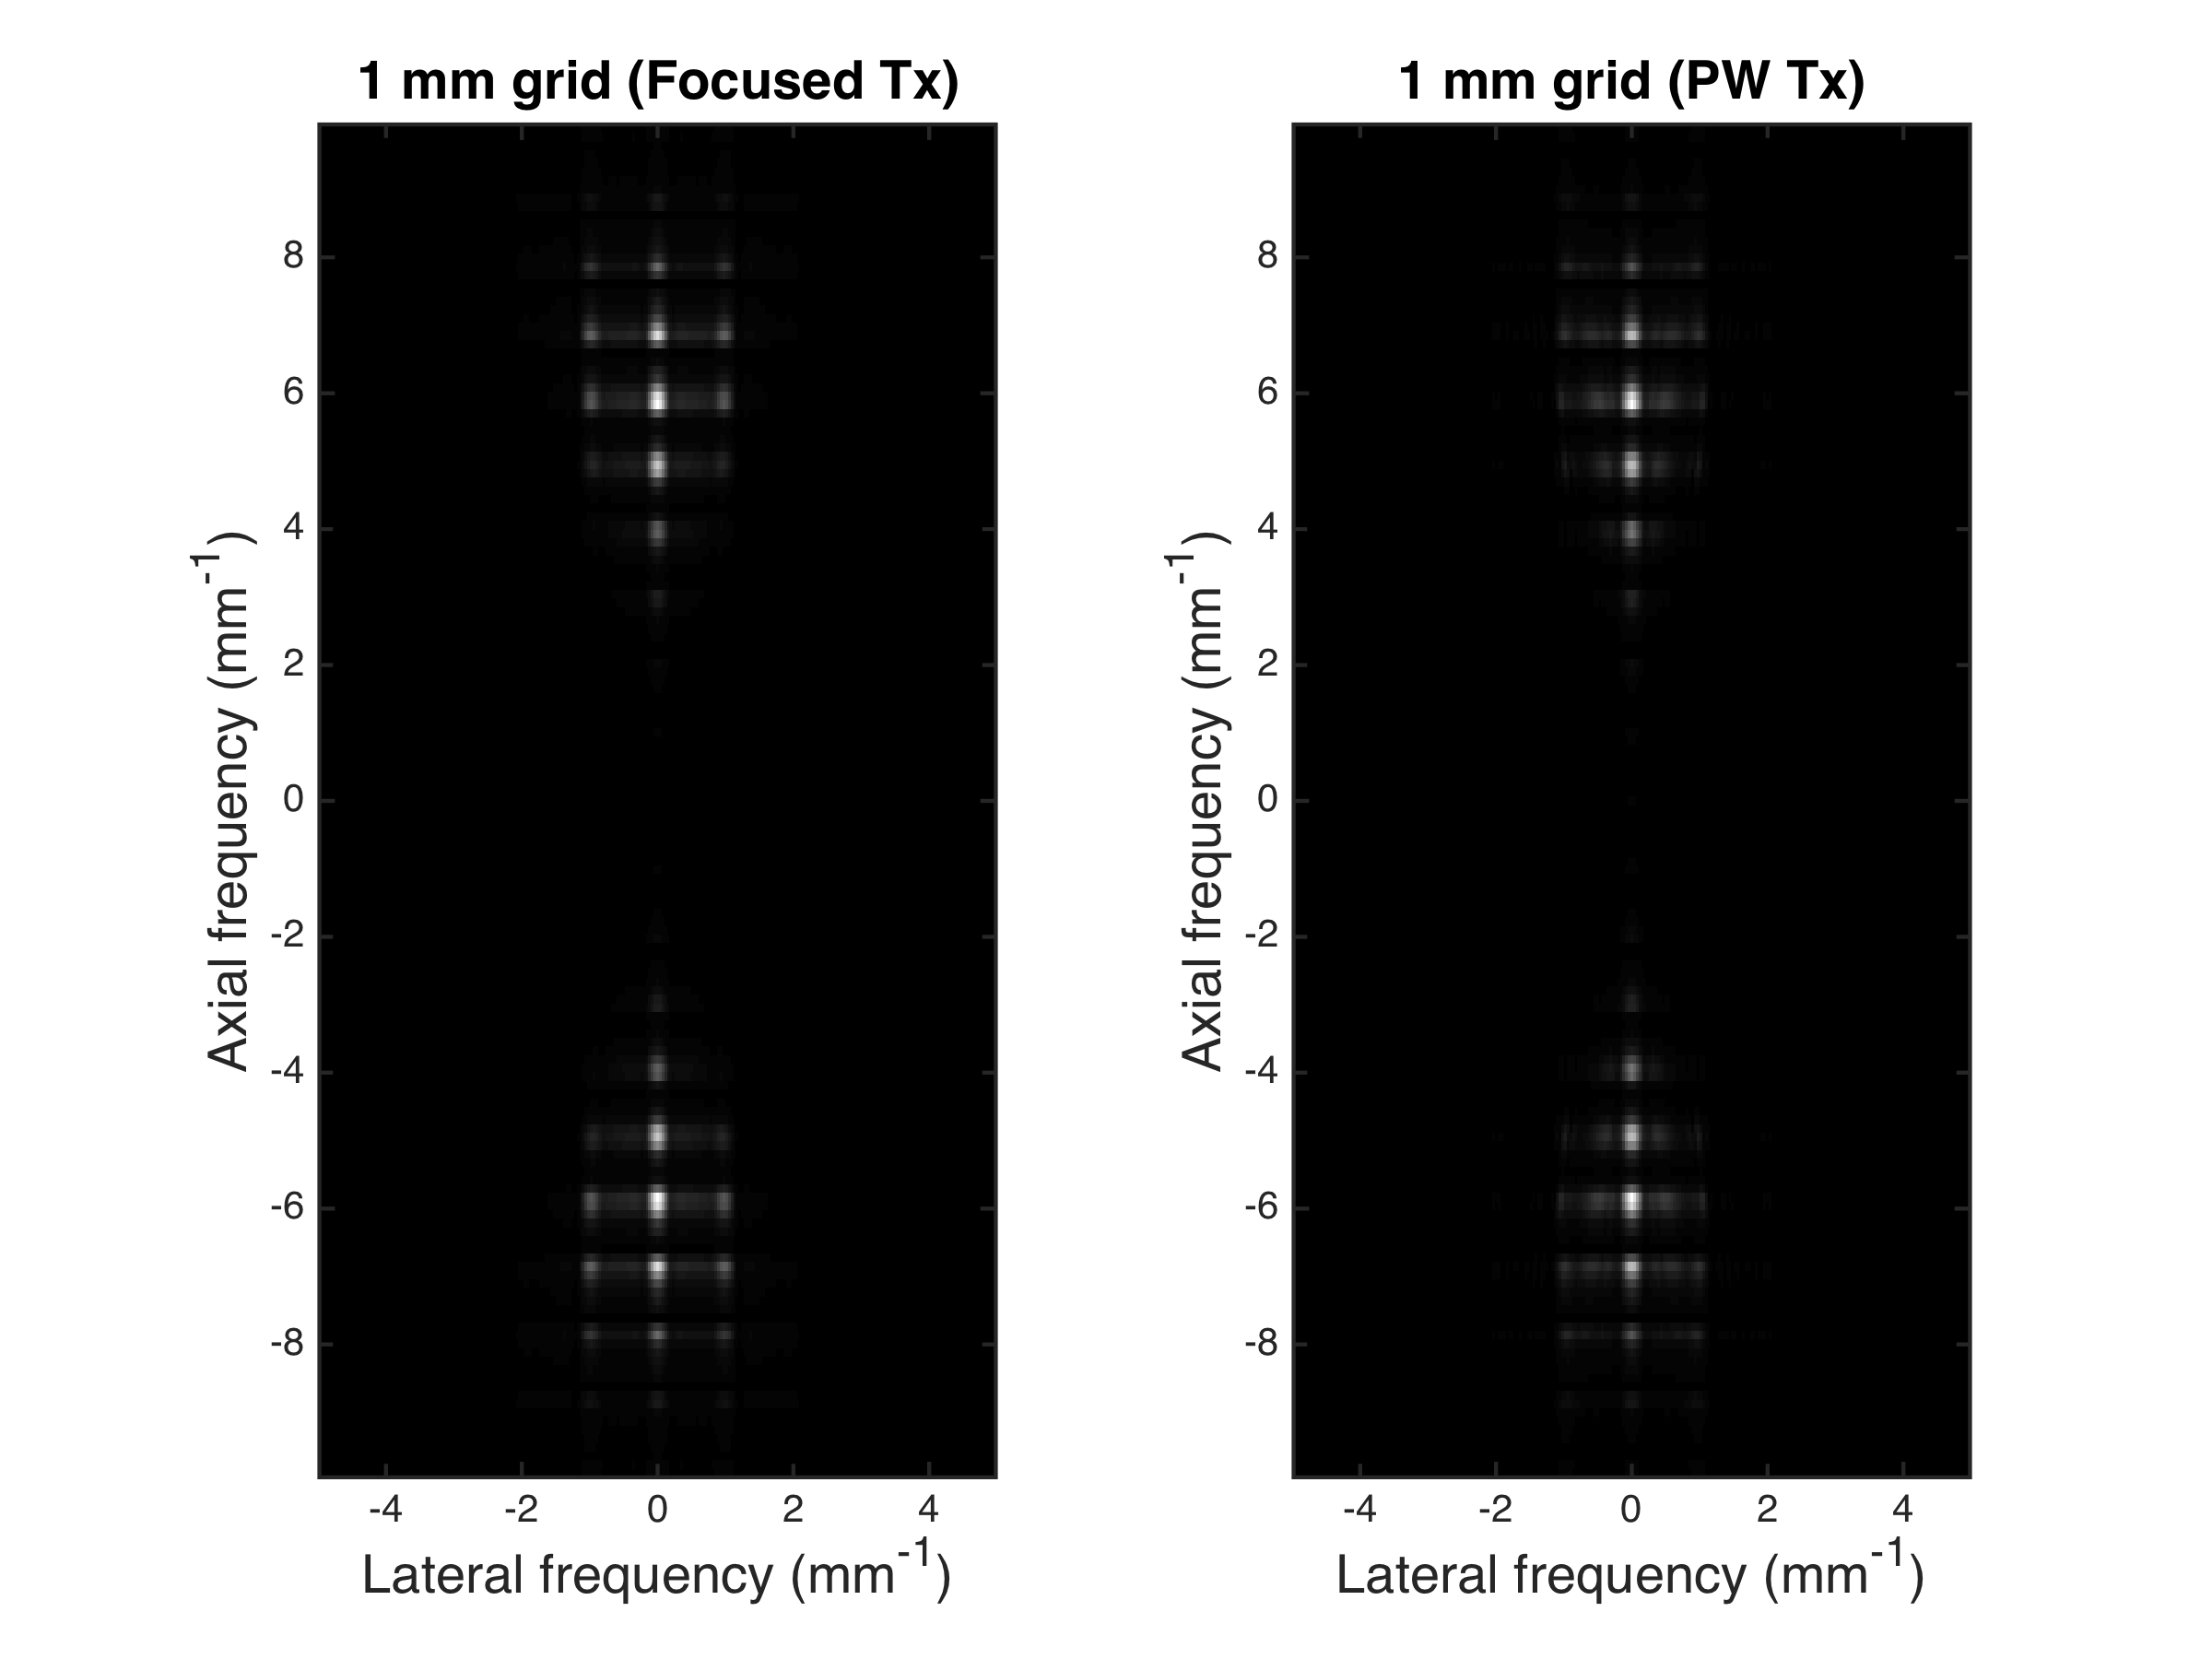 1 mm grid (Focused Tx)
8
6
4
2
0
-2
-4
-6
-8
Axial frequency (mm-1)
-4 -2 0 2 4
Lateral frequency (mm-1)
1 mm grid (PW Tx)
8
6
4
2
0
-2
-4
-6
-8
Axial frequency (mm-1)
-4 -2 0 2 4
Lateral frequency (mm-1)